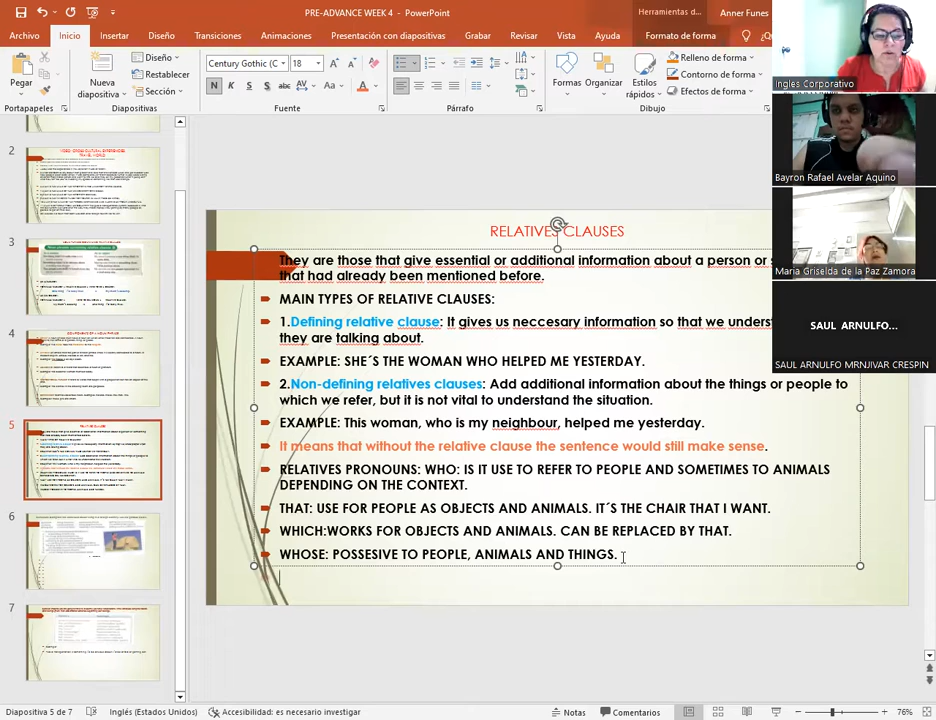 PRE-ADVANCE WEEK 4 - PowerPoint
Herramientas d...
Anner Funes
Archivo
Inicio
Insertar
Diseño
Transiciones
Animaciones
Presentación con diapositivas
Grabar
Revisar
Vista
Ayuda
Formato de forma
Pegar
Nueva
diapositiva
Diseño
Restablecer
Sección
Century Gothic (C
18
N
K
S
S
Aa
A
Formas
Organizar
Estilos
rápidos
Relleno de forma
Contorno de forma
Efectos de forma
Portapapeles
Diapositivas
Fuente
Párrafo
Dibujo
Ingles Corporativo
Bayron Rafael Avelar Aquino
Maria Griselda de la Paz Zamora
SAUL ARNULFO...
SAUL ARNULFO MRNJIVAR CRESPIN
2
3
4
5
6
7
RELATIVES CLAUSES
They are those that give essential or additional information about a person or s
that had already been mentioned before.
MAIN TYPES OF RELATIVE CLAUSES:
1.Defining relative clause: It gives us neccesary information so that we unders
they are talking about.
EXAMPLE: SHE´S THE WOMAN WHO HELPED ME YESTERDAY.
2.Non-defining relatives clauses: Add additional information about the things or people to
which we refer, but it is not vital to understand the situation.
EXAMPLE: This woman, who is my neighbour, helped me yesterday.
It means that without the relative clause the sentence would still make sense.
RELATIVES PRONOUNS: WHO: IS IT USE TO REFER TO PEOPLE AND SOMETIMES TO ANIMALS
DEPENDING ON THE CONTEXT.
THAT: USE FOR PEOPLE AS OBJECTS AND ANIMALS. IT´S THE CHAIR THAT I WANT.
WHICH:WORKS FOR OBJECTS AND ANIMALS. CAN BE REPLACED BY THAT.
WHOSE: POSSESIVE TO PEOPLE, ANIMALS AND THINGS.
Diapositiva 5 de 7
Inglés (Estados Unidos)
Accesibilidad: es necesario investigar
Notas
Comentarios
76%